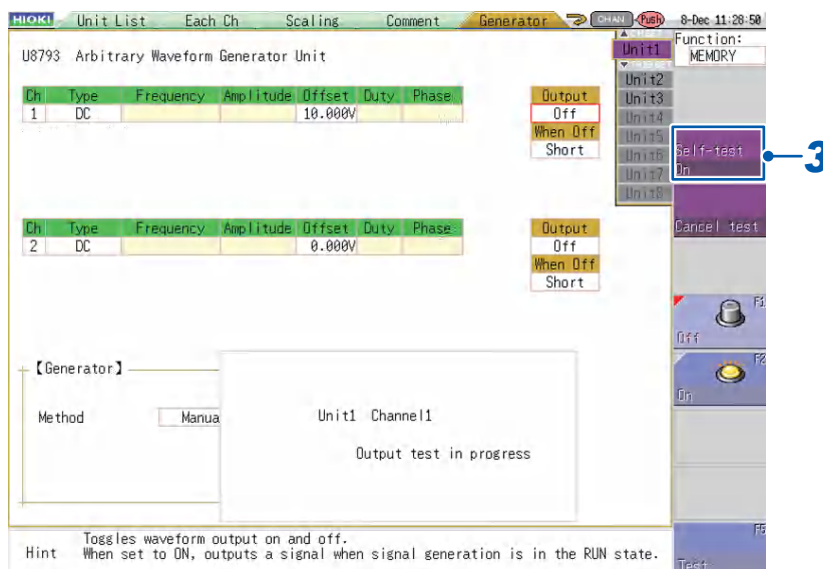 HIOKI Unit List Each Ch Scaling Comment Generator CHAN Push 8-Dec 11:28:50
Function:
MEMORY
U8793 Arbitrary Waveform Generator Unit
Unit1
Unit2
Unit3
Unit4
Unit5
Unit6
Unit7
Unit8
Ch Type Frequency Amplitude Offset Duty Phase
1 DC 10.000V
Output
Off
When Off
Short
Self-test
On
3
Cancel test
Ch Type Frequency Amplitude Offset Duty Phase
2 DC 0.000V
Output
Off
When Off
Short
F1
Off
F2
On
【Generator】
Method Manua
Unit1 Channel1
Output test in progress
F5
Test
Hint Toggles waveform output on and off.
When set to ON, outputs a signal when signal generation is in the RUN state.